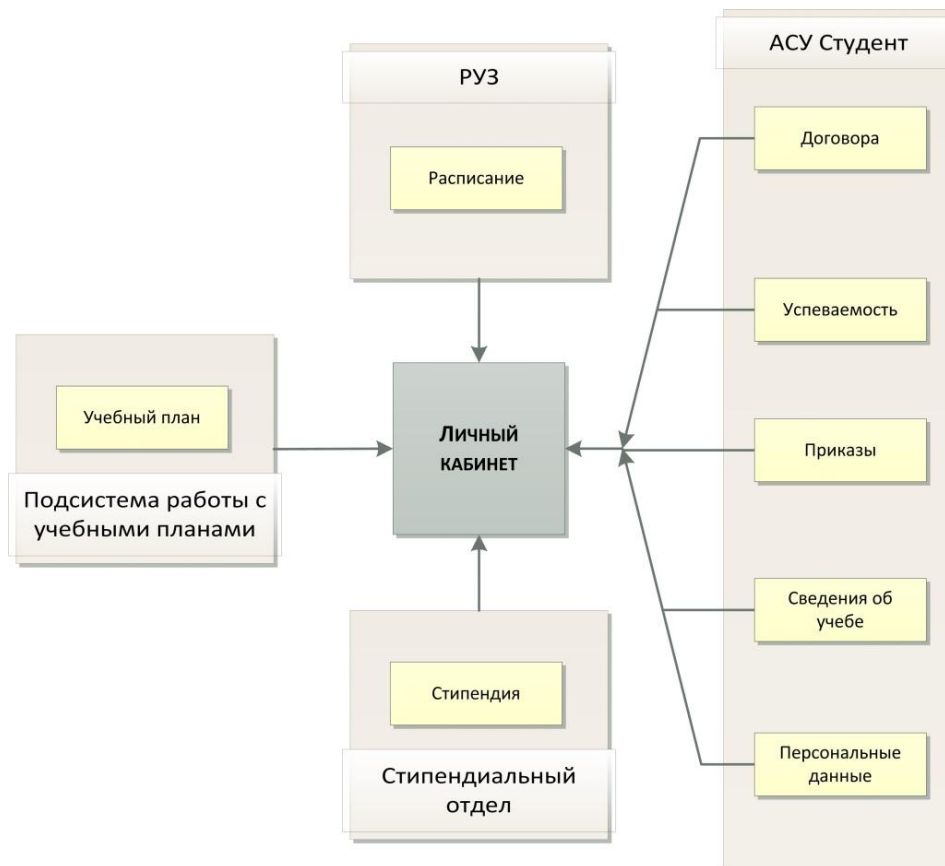 АСУ Студент
РУЗ
Договора
Расписание
Успеваемость
Учебный план
Личный
кабинет
Приказы
Подсистема работы с
учебными планами
Сведения об
учебе
Стипендия
Персональные
данные
Стипендиальный
отдел